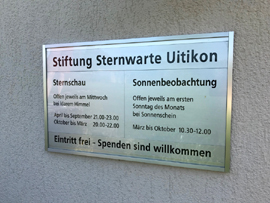 Stiftung Sternwarte Uitikon
Sternschau
Offen jeweils am Mittwoch
bei klarem Himmel
April bis September 21.00-23.00
Oktober bis März 20.00-22.00
Sonnenbeobachtung
Offen jeweils am ersten
Sonntag des Monats
bei Sonnenschein
März bis Oktober 10.30-12.00
Eintritt frei - Spenden sind willkommen